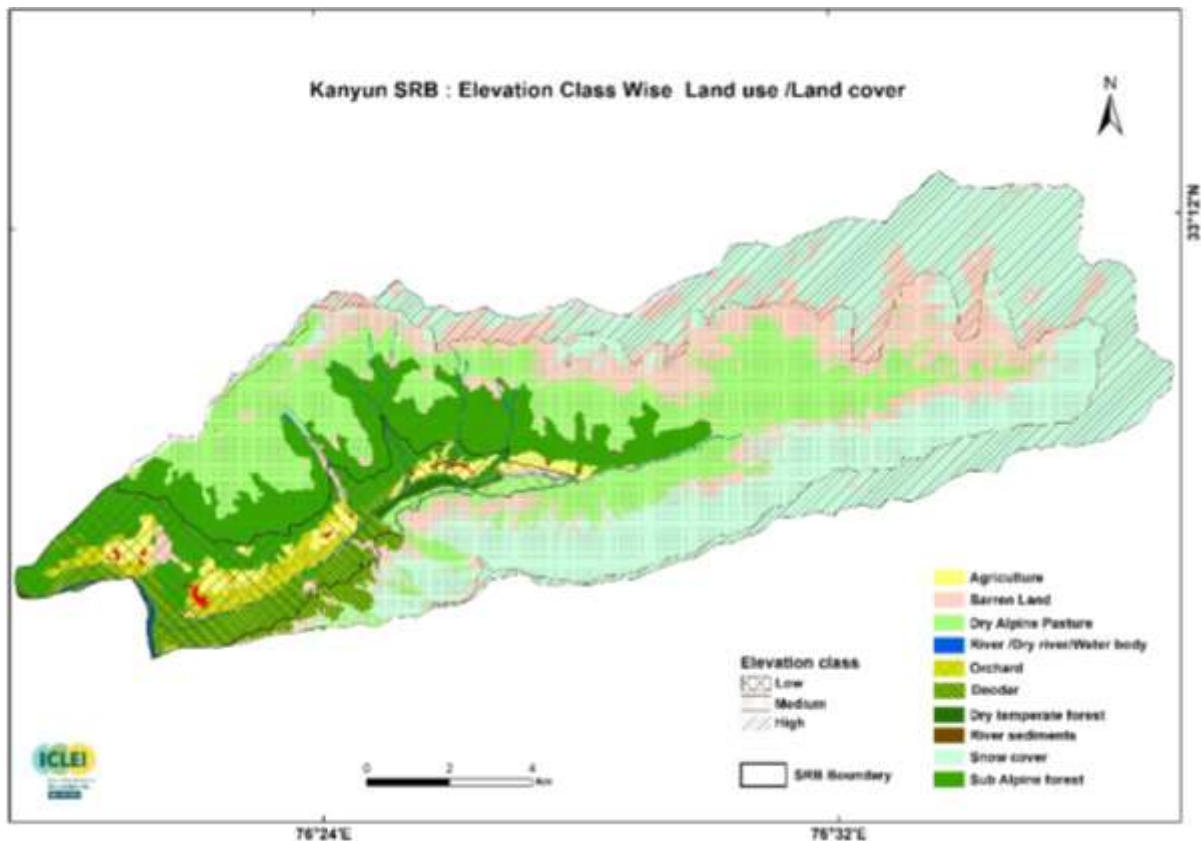 Kanyun SRB : Elevation Class Wise Land use /Land cover
N
33°12'N
Agriculture
Barren Land
Dry Alpine Pasture
River /Dry river/Water body
Orchard
Deodar
Dry temperate forest
River sediments
Snow cover
Sub Alpine forest
Elevation class
Low
Medium
High
SRB Boundary
ICLEI
0 2 4
Km
76°24'E
76°32'E